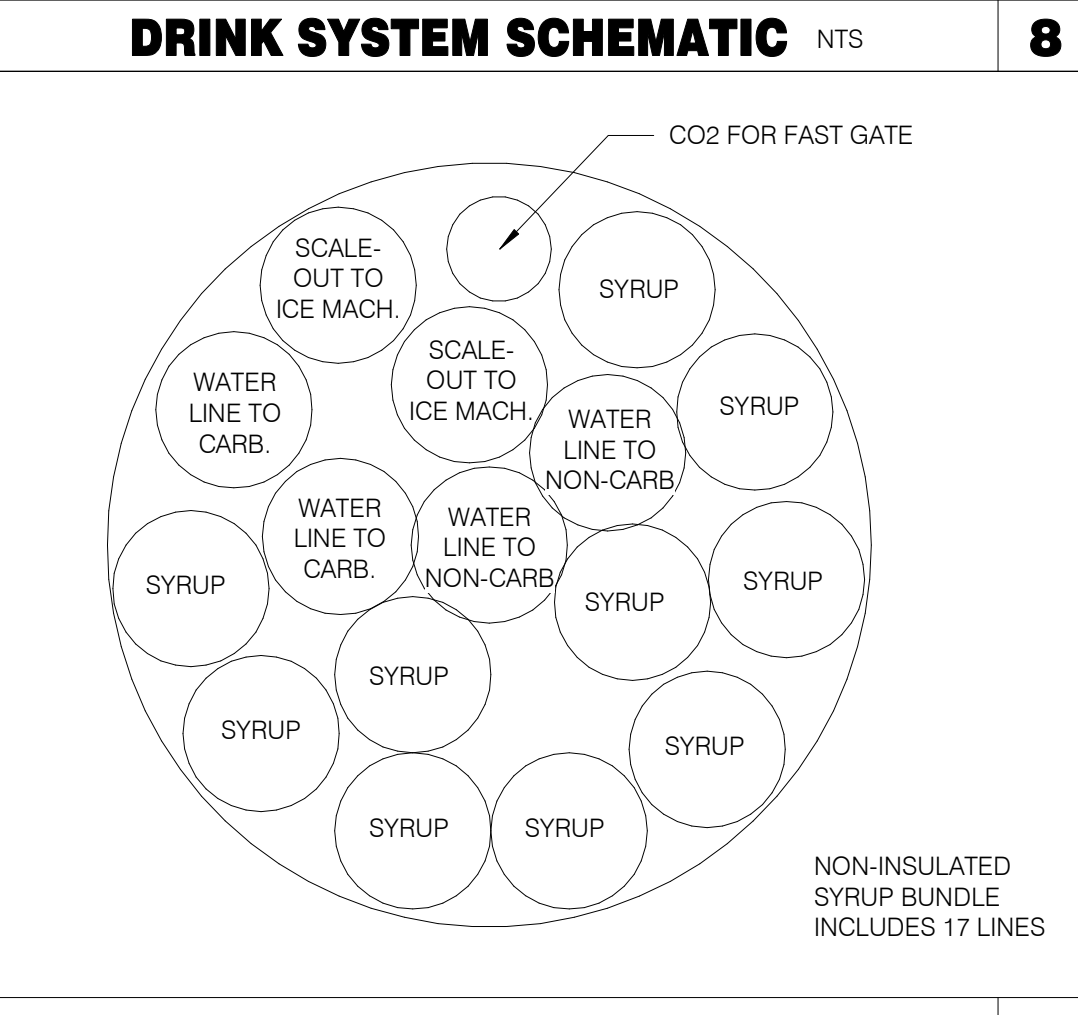 DRINK SYSTEM SCHEMATIC NTS 8
CO2 FOR FAST GATE
SCALE-
OUT TO
ICE MACH.
SYRUP
SCALE-
OUT TO
ICE MACH.
WATER
LINE TO
CARB.
SYRUP
WATER
LINE TO
NON-CARB
WATER
LINE TO
CARB.
WATER
LINE TO
NON-CARB
SYRUP
SYRUP
SYRUP
SYRUP
SYRUP
SYRUP
SYRUP
SYRUP
SYRUP
NON-INSULATED
SYRUP BUNDLE
INCLUDES 17 LINES